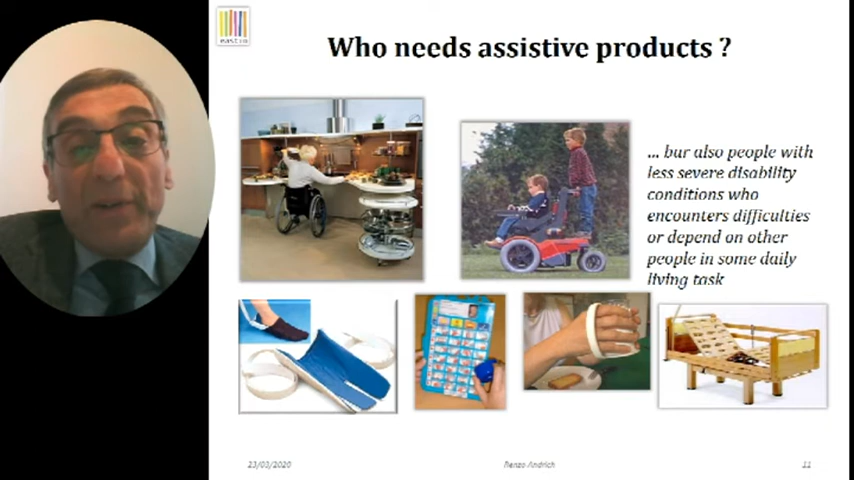 Who needs assistive products ?
... bur also people with
less severe disability
conditions who
encounters difficulties
or depend on other
people in some daily
living task
23/03/2020
Renzo Andrich
11